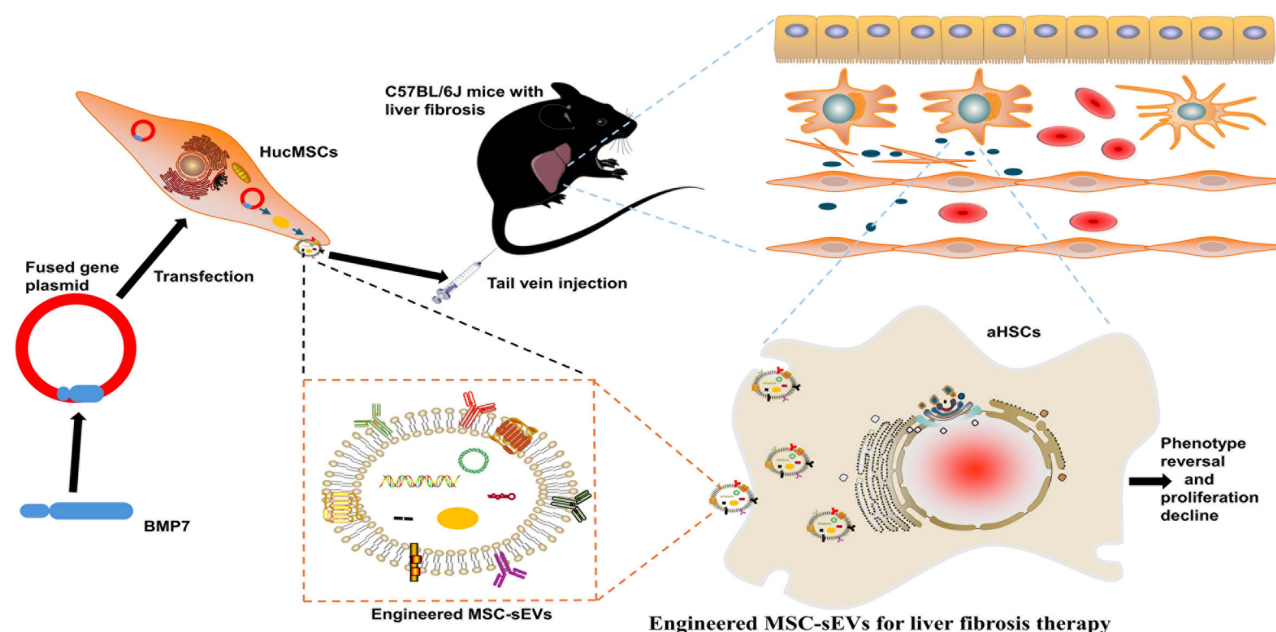 C57BL/6J mice with
liver fibrosis
HucMSCs
Fused gene
plasmid
Transfection
Tail vein injection
BMP7
Engineered MSC-sEVs
aHSCs
Phenotype
reversal
and
proliferation
decline
Engineered MSC-sEVs for liver fibrosis therapy